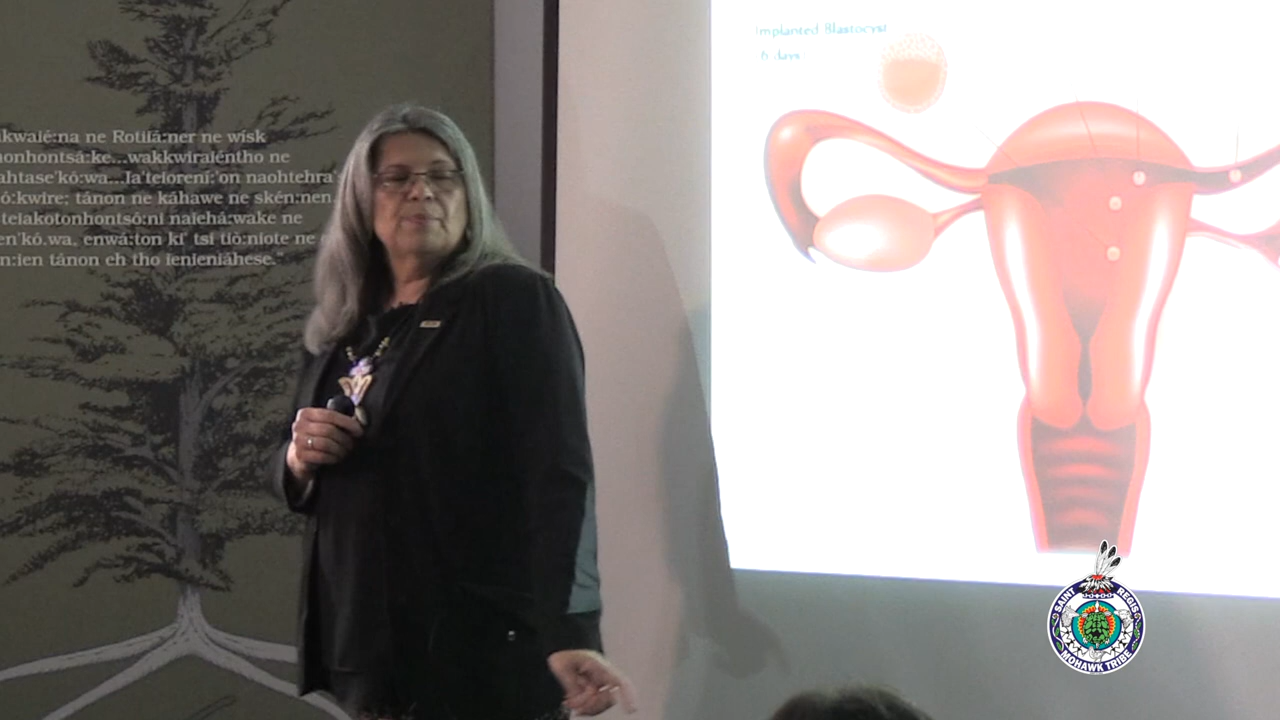 ikwaié:na ne Rotiiá:ner ne wísk
onhontsá:ke...wakkwiraiéntho ne
ahtase'kó:wa...Ia'teiorení:'on naohtehra'
ó:kwire; tánon ne káhawe ne skén:nen,
teiakotonhontsó:ni naiehá:wake ne
en'kó.wa, enwá:ton ki' tsi tió:niote ne
n:ien tánon eh tho ienieniáhese."
Implanted Blastocyst
6 days
SAINT REGIS
MOHAWK TRIBE